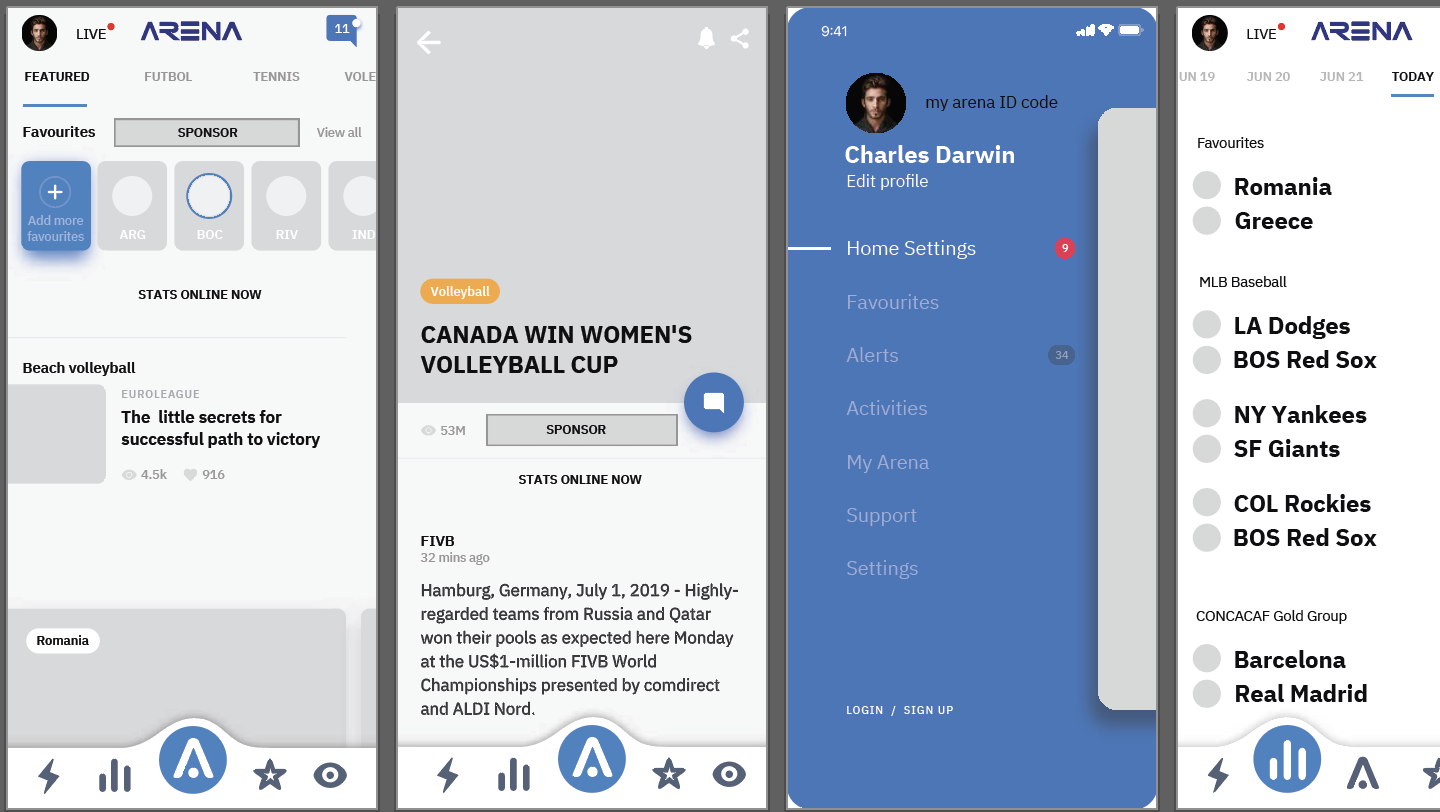 LIVE
ARENA
11
FEATURED
FUTBOL
TENNIS
VOLE
Favourites
SPONSOR
View all
Add more
favourites
ARG
BOC
RIV
IND
STATS ONLINE NOW
Beach volleyball
EUROLEAGUE
The little secrets for
successful path to victory
4.5k
916
Romania
Volleyball
CANADA WIN WOMEN'S
VOLLEYBALL CUP
53M
SPONSOR
STATS ONLINE NOW
FIVB
32 mins ago
Hamburg, Germany, July 1, 2019 - Highly-
regarded teams from Russia and Qatar
won their pools as expected here Monday
at the US$1-million FIVB World
Championships presented by comdirect
and ALDI Nord.
9:41
my arena ID code
Charles Darwin
Edit profile
Home Settings
9
Favourites
Alerts
34
Activities
My Arena
Support
Settings
LOGIN / SIGN UP
LIVE
ARENA
UN 19
JUN 20
JUN 21
TODAY
Favourites
Romania
Greece
MLB Baseball
LA Dodges
BOS Red Sox
NY Yankees
SF Giants
COL Rockies
BOS Red Sox
CONCACAF Gold Group
Barcelona
Real Madrid